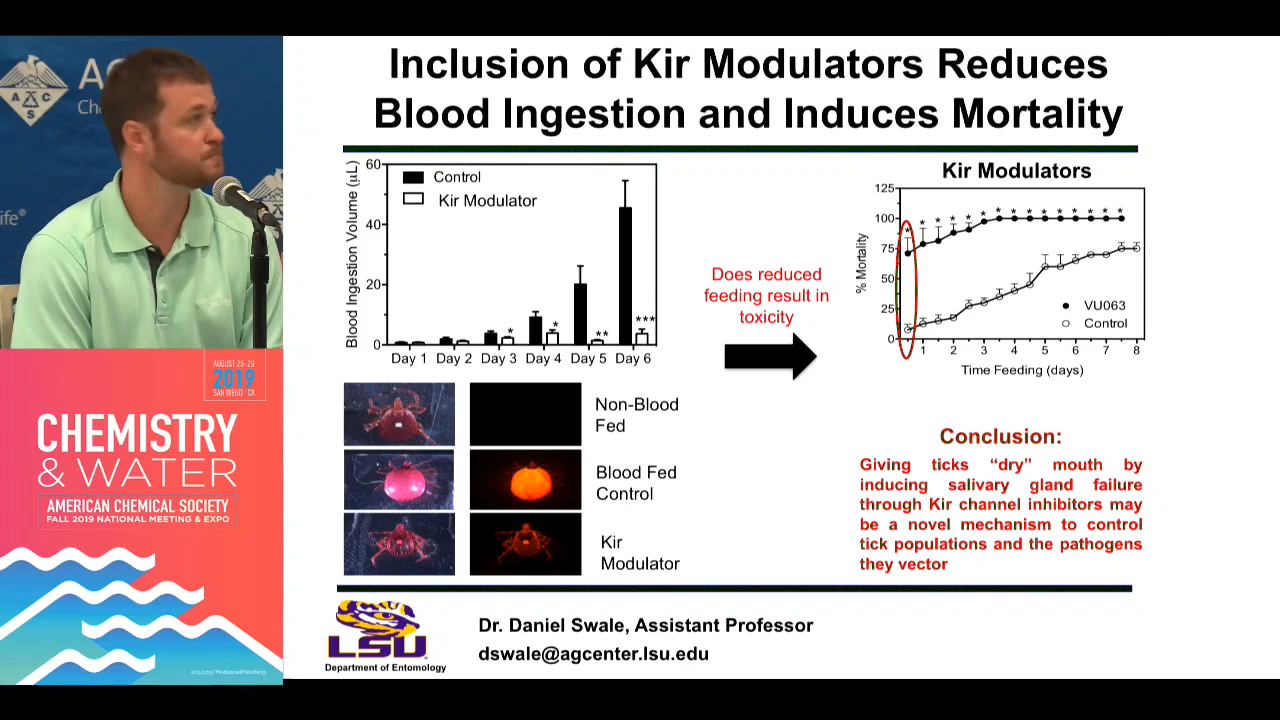 Inclusion of Kir Modulators Reduces
Blood Ingestion and Induces Mortality
Blood Ingestion Volume (µL)
60
40
20
0
Control
Kir Modulator
*
*
**
***
Day 1 Day 2 Day 3 Day 4 Day 5 Day 6
Does reduced
feeding result in
toxicity
Kir Modulators
% Mortality
125
100
75
50
25
0
* * * * * * * * * * * * * * *
VU063
Control
1 2 3 4 5 6 7 8
Time Feeding (days)
Non-Blood
Fed
Blood Fed
Control
Kir
Modulator
Conclusion:
Giving ticks “dry” mouth by
inducing salivary gland failure
through Kir channel inhibitors may
be a novel mechanism to control
tick populations and the pathogens
they vector
LSU
Department of Entomology
Dr. Daniel Swale, Assistant Professor
dswale@agcenter.lsu.edu
A C S
Che
life®
AUGUST 25-29
2019
SAN DIEGO CA
CHEMISTRY
& WATER
AMERICAN CHEMICAL SOCIETY
FALL 2019 NATIONAL MEETING & EXPO
acs.org/NationalMeeting